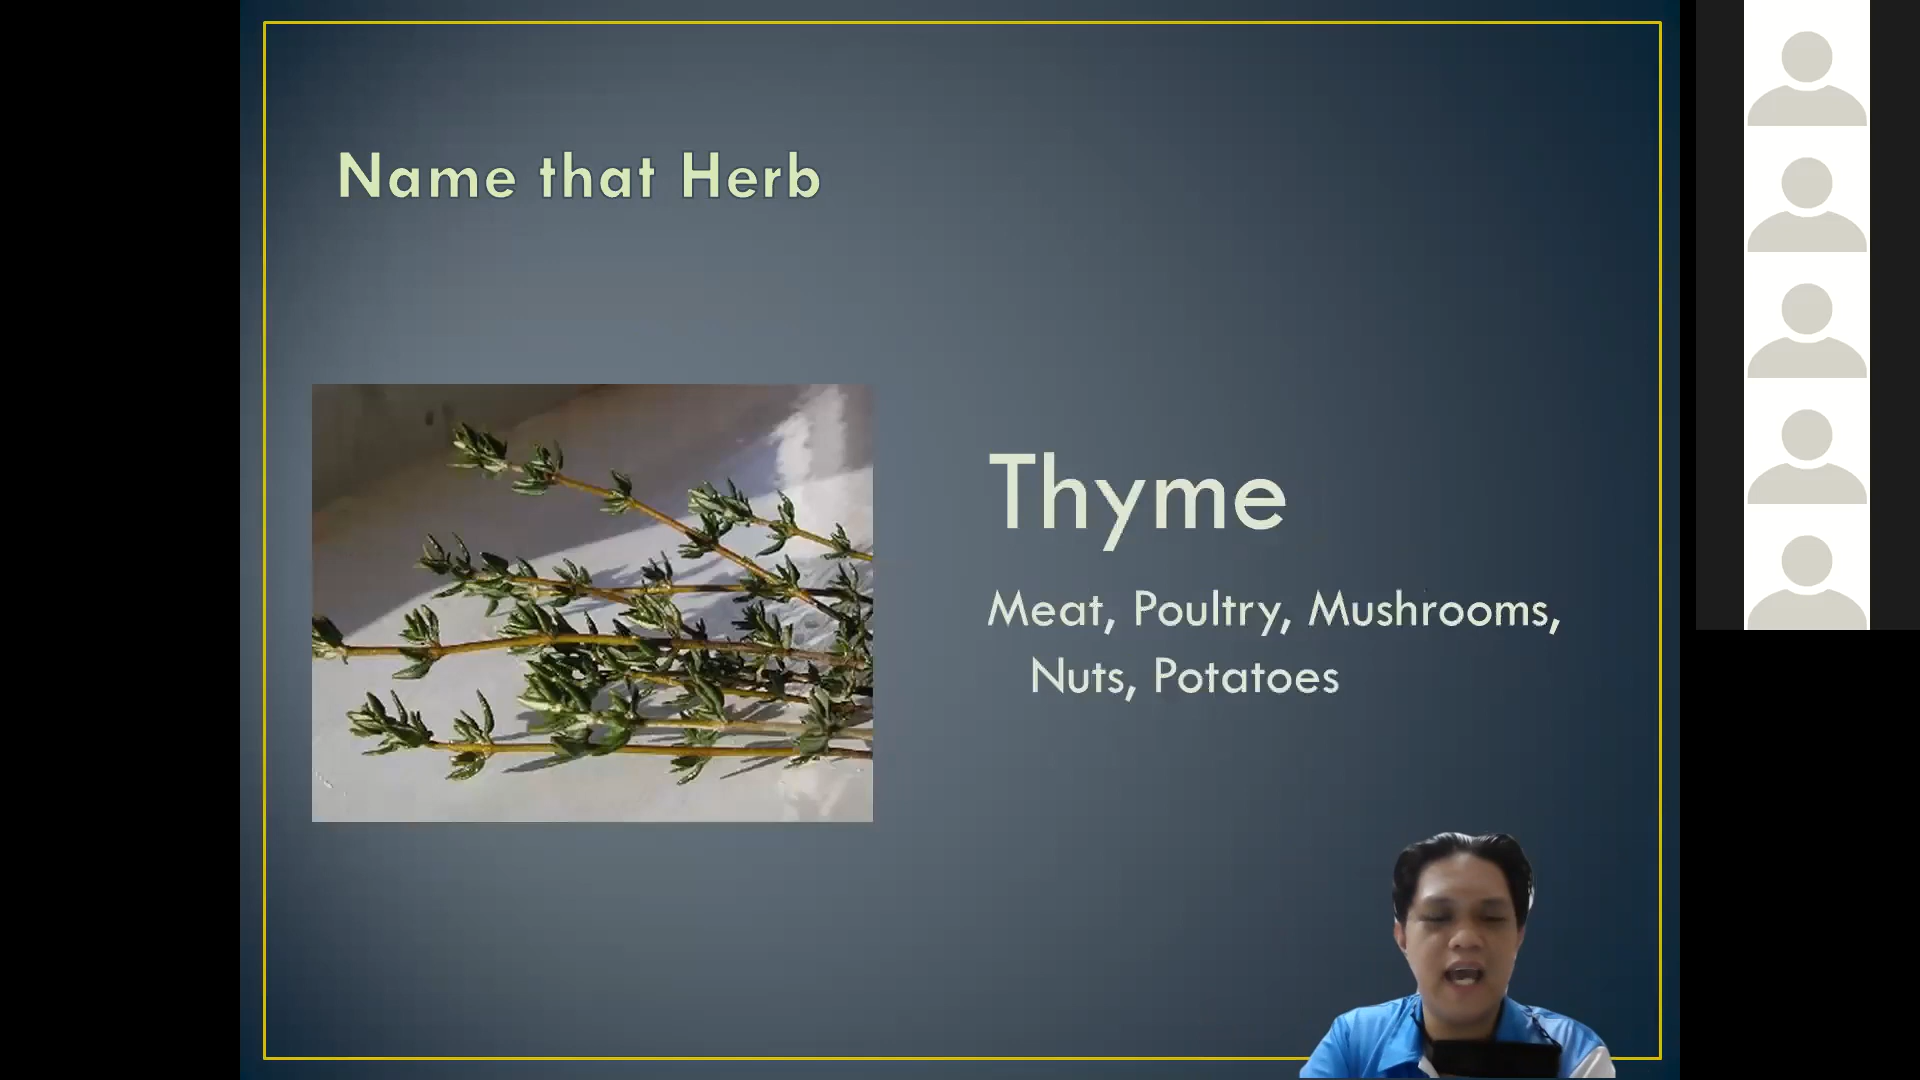 Name that Herb
Thyme
Meat, Poultry, Mushrooms,
Nuts, Potatoes